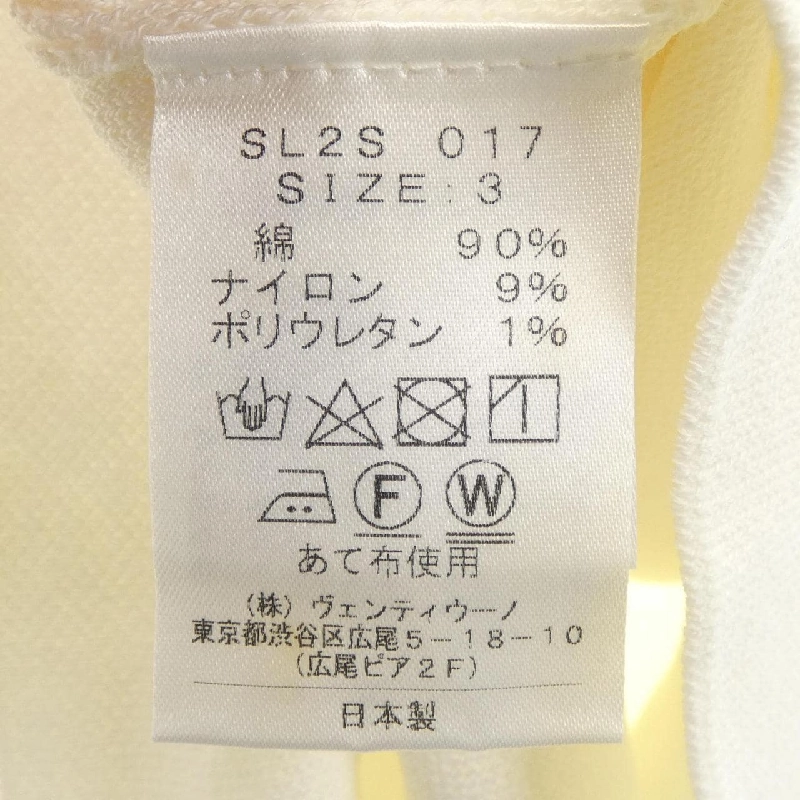 SL2S 017
SIZE:3
綿 90%
ナイロン 9%
ポリウレタン 1%
F W
あて布使用
(株)ヴェンティウーノ
東京都渋谷区広尾5-18-10
(広尾ピア2F)
日本製